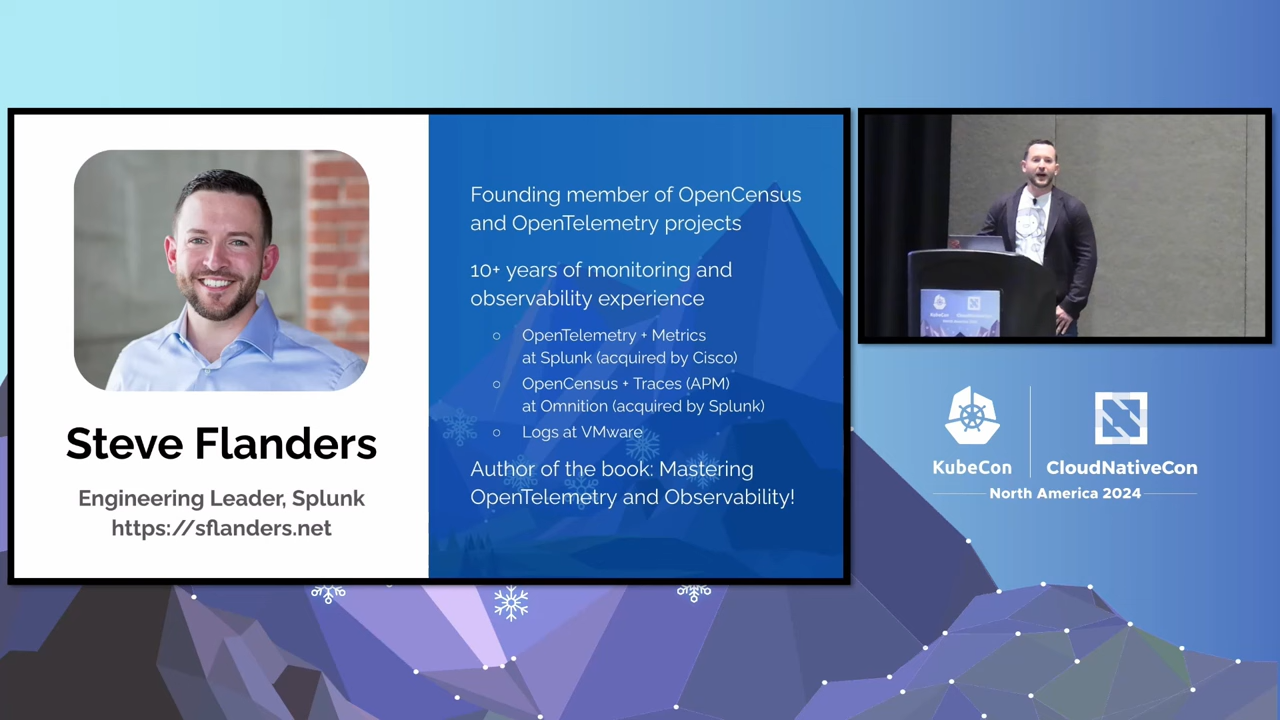 Steve Flanders
Engineering Leader, Splunk
https://sflanders.net
Founding member of OpenCensus
and OpenTelemetry projects
10+ years of monitoring and
observability experience
○ OpenTelemetry + Metrics
at Splunk (acquired by Cisco)
○ OpenCensus + Traces (APM)
at Omnition (acquired by Splunk)
○ Logs at VMware
Author of the book: Mastering
OpenTelemetry and Observability!
KubeCon
CloudNativeCon
KubeCon CloudNativeCon
North America 2024